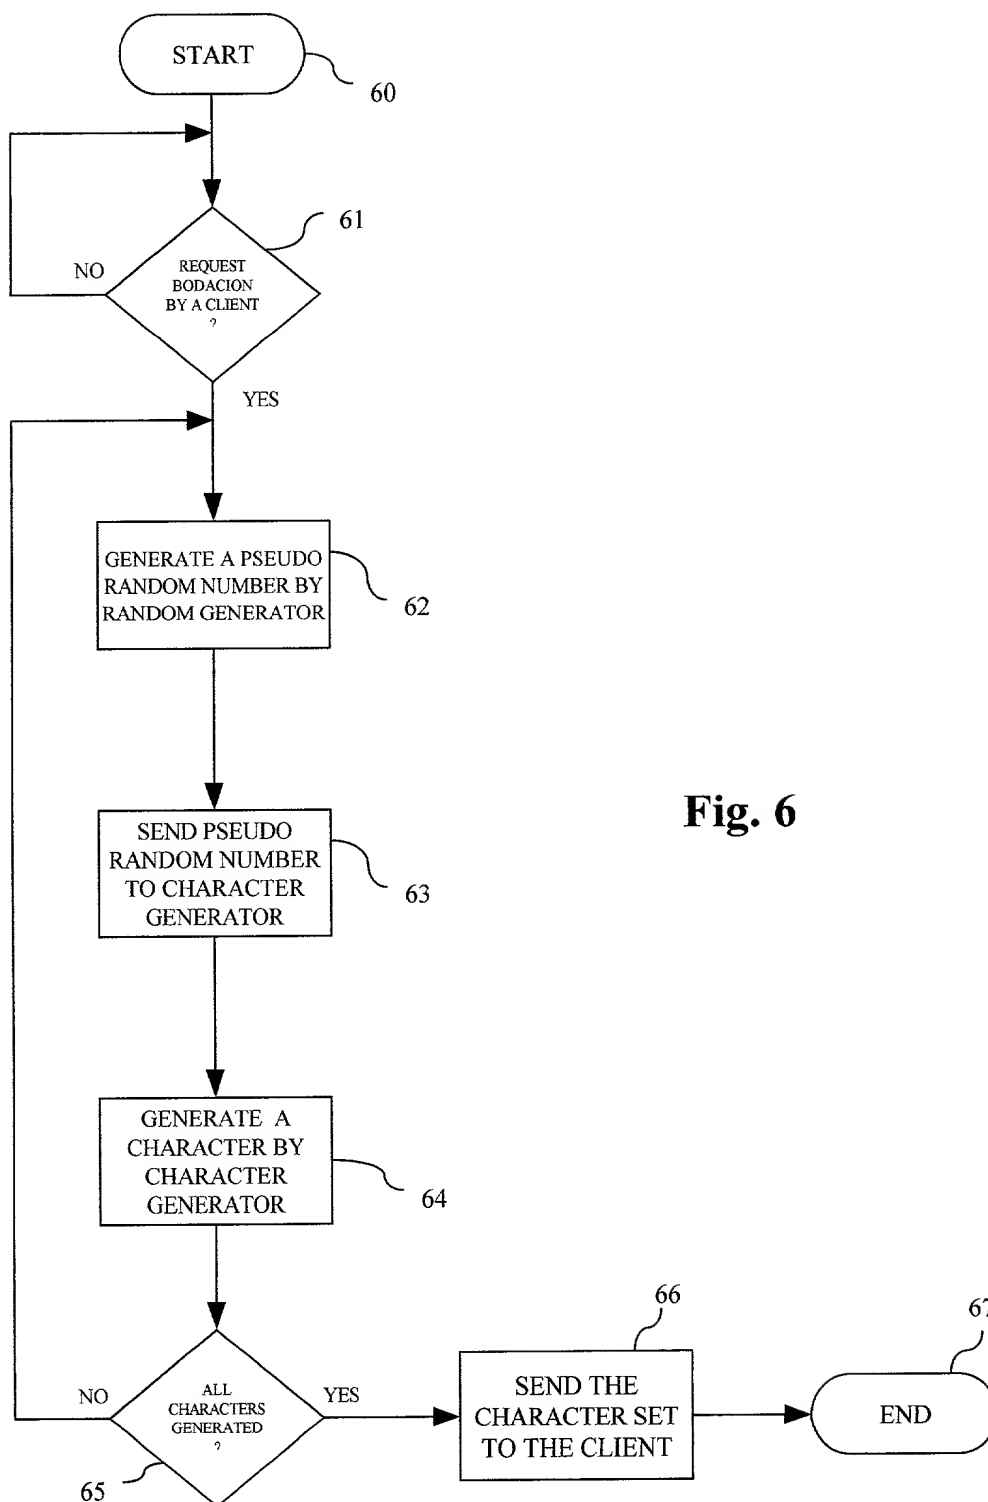 START
60
61
REQUEST
BODACION
BY A CLIENT
?
NO
YES
GENERATE A PSEUDO
RANDOM NUMBER BY
RANDOM GENERATOR
62
Fig. 6
SEND PSEUDO
RANDOM NUMBER
TO CHARACTER
GENERATOR
63
GENERATE A
CHARACTER BY
CHARACTER
GENERATOR
64
ALL
CHARACTERS
GENERATED
?
NO
YES
65
66
SEND THE
CHARACTER SET
TO THE CLIENT
67
END